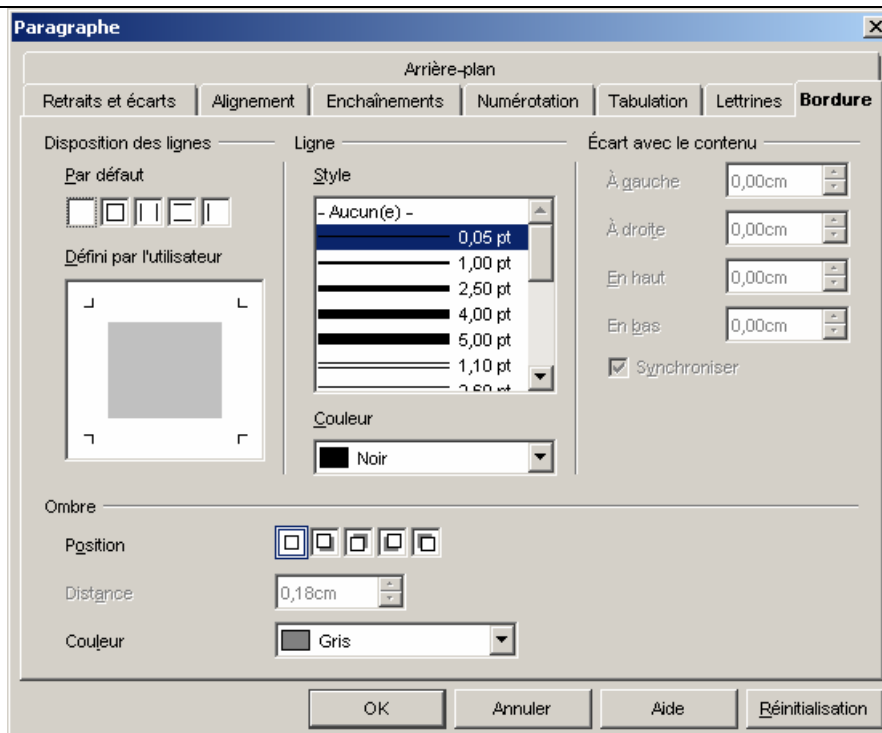 Paragraphe
Arrière-plan
Retraits et écarts Alignement Enchaînements Numérotation Tabulation Lettrines Bordure
Disposition des lignes
Par défaut
Défini par l'utilisateur
Ligne
Style
- Aucun(e) -
0,05 pt
1,00 pt
2,50 pt
4,00 pt
5,00 pt
1,10 pt
2,60 pt
Couleur
Noir
Écart avec le contenu
À gauche 0,00cm
À droite 0,00cm
En haut 0,00cm
En bas 0,00cm
Synchroniser
Ombre
Position
Distance 0,18cm
Couleur Gris
OK Annuler Aide Réinitialisation